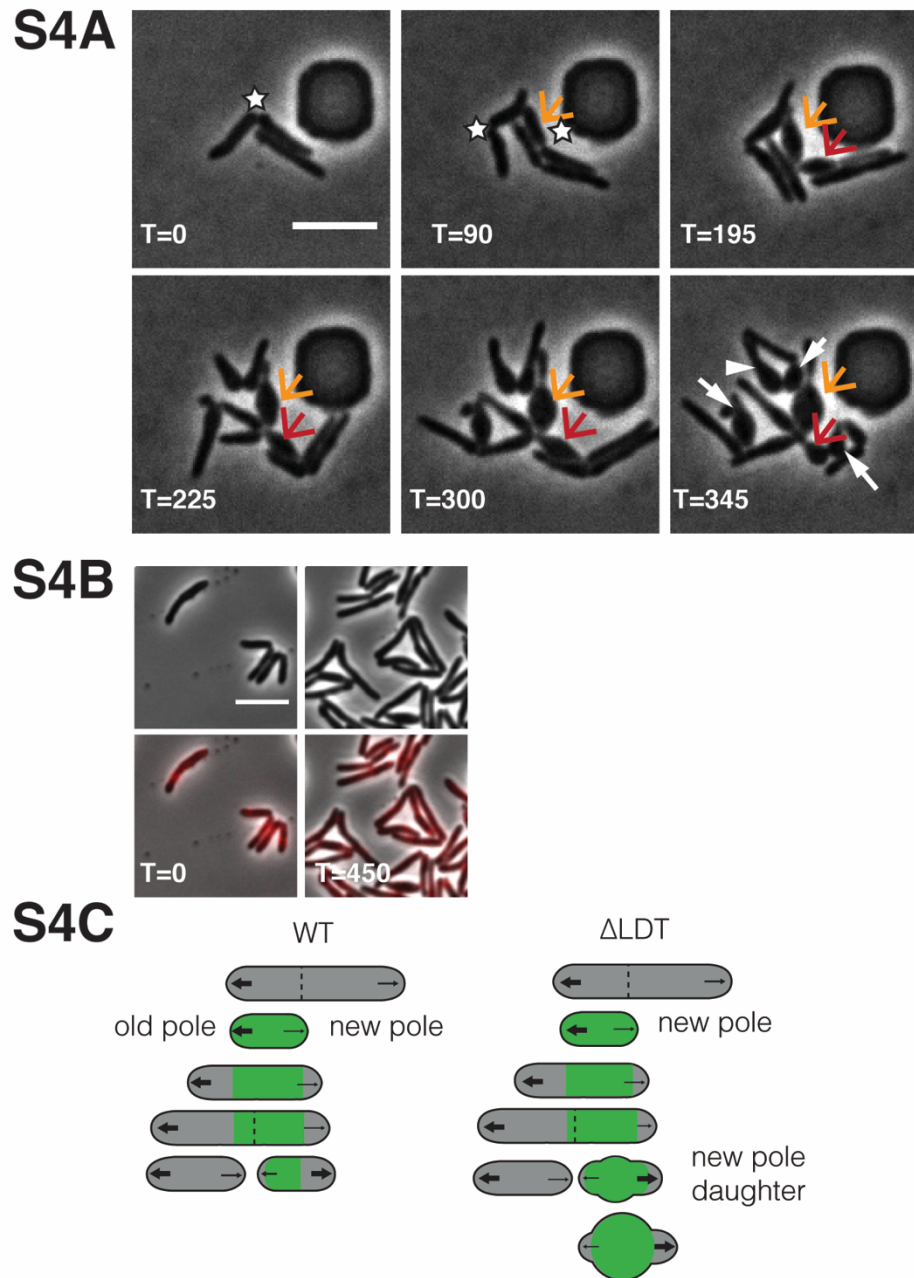 S4A
T=0
T=90
T=195
T=225
T=300
T=345
S4B
T=0
T=450
S4C
WT
ΔLDT
old pole
new pole
new pole
new pole
daughter